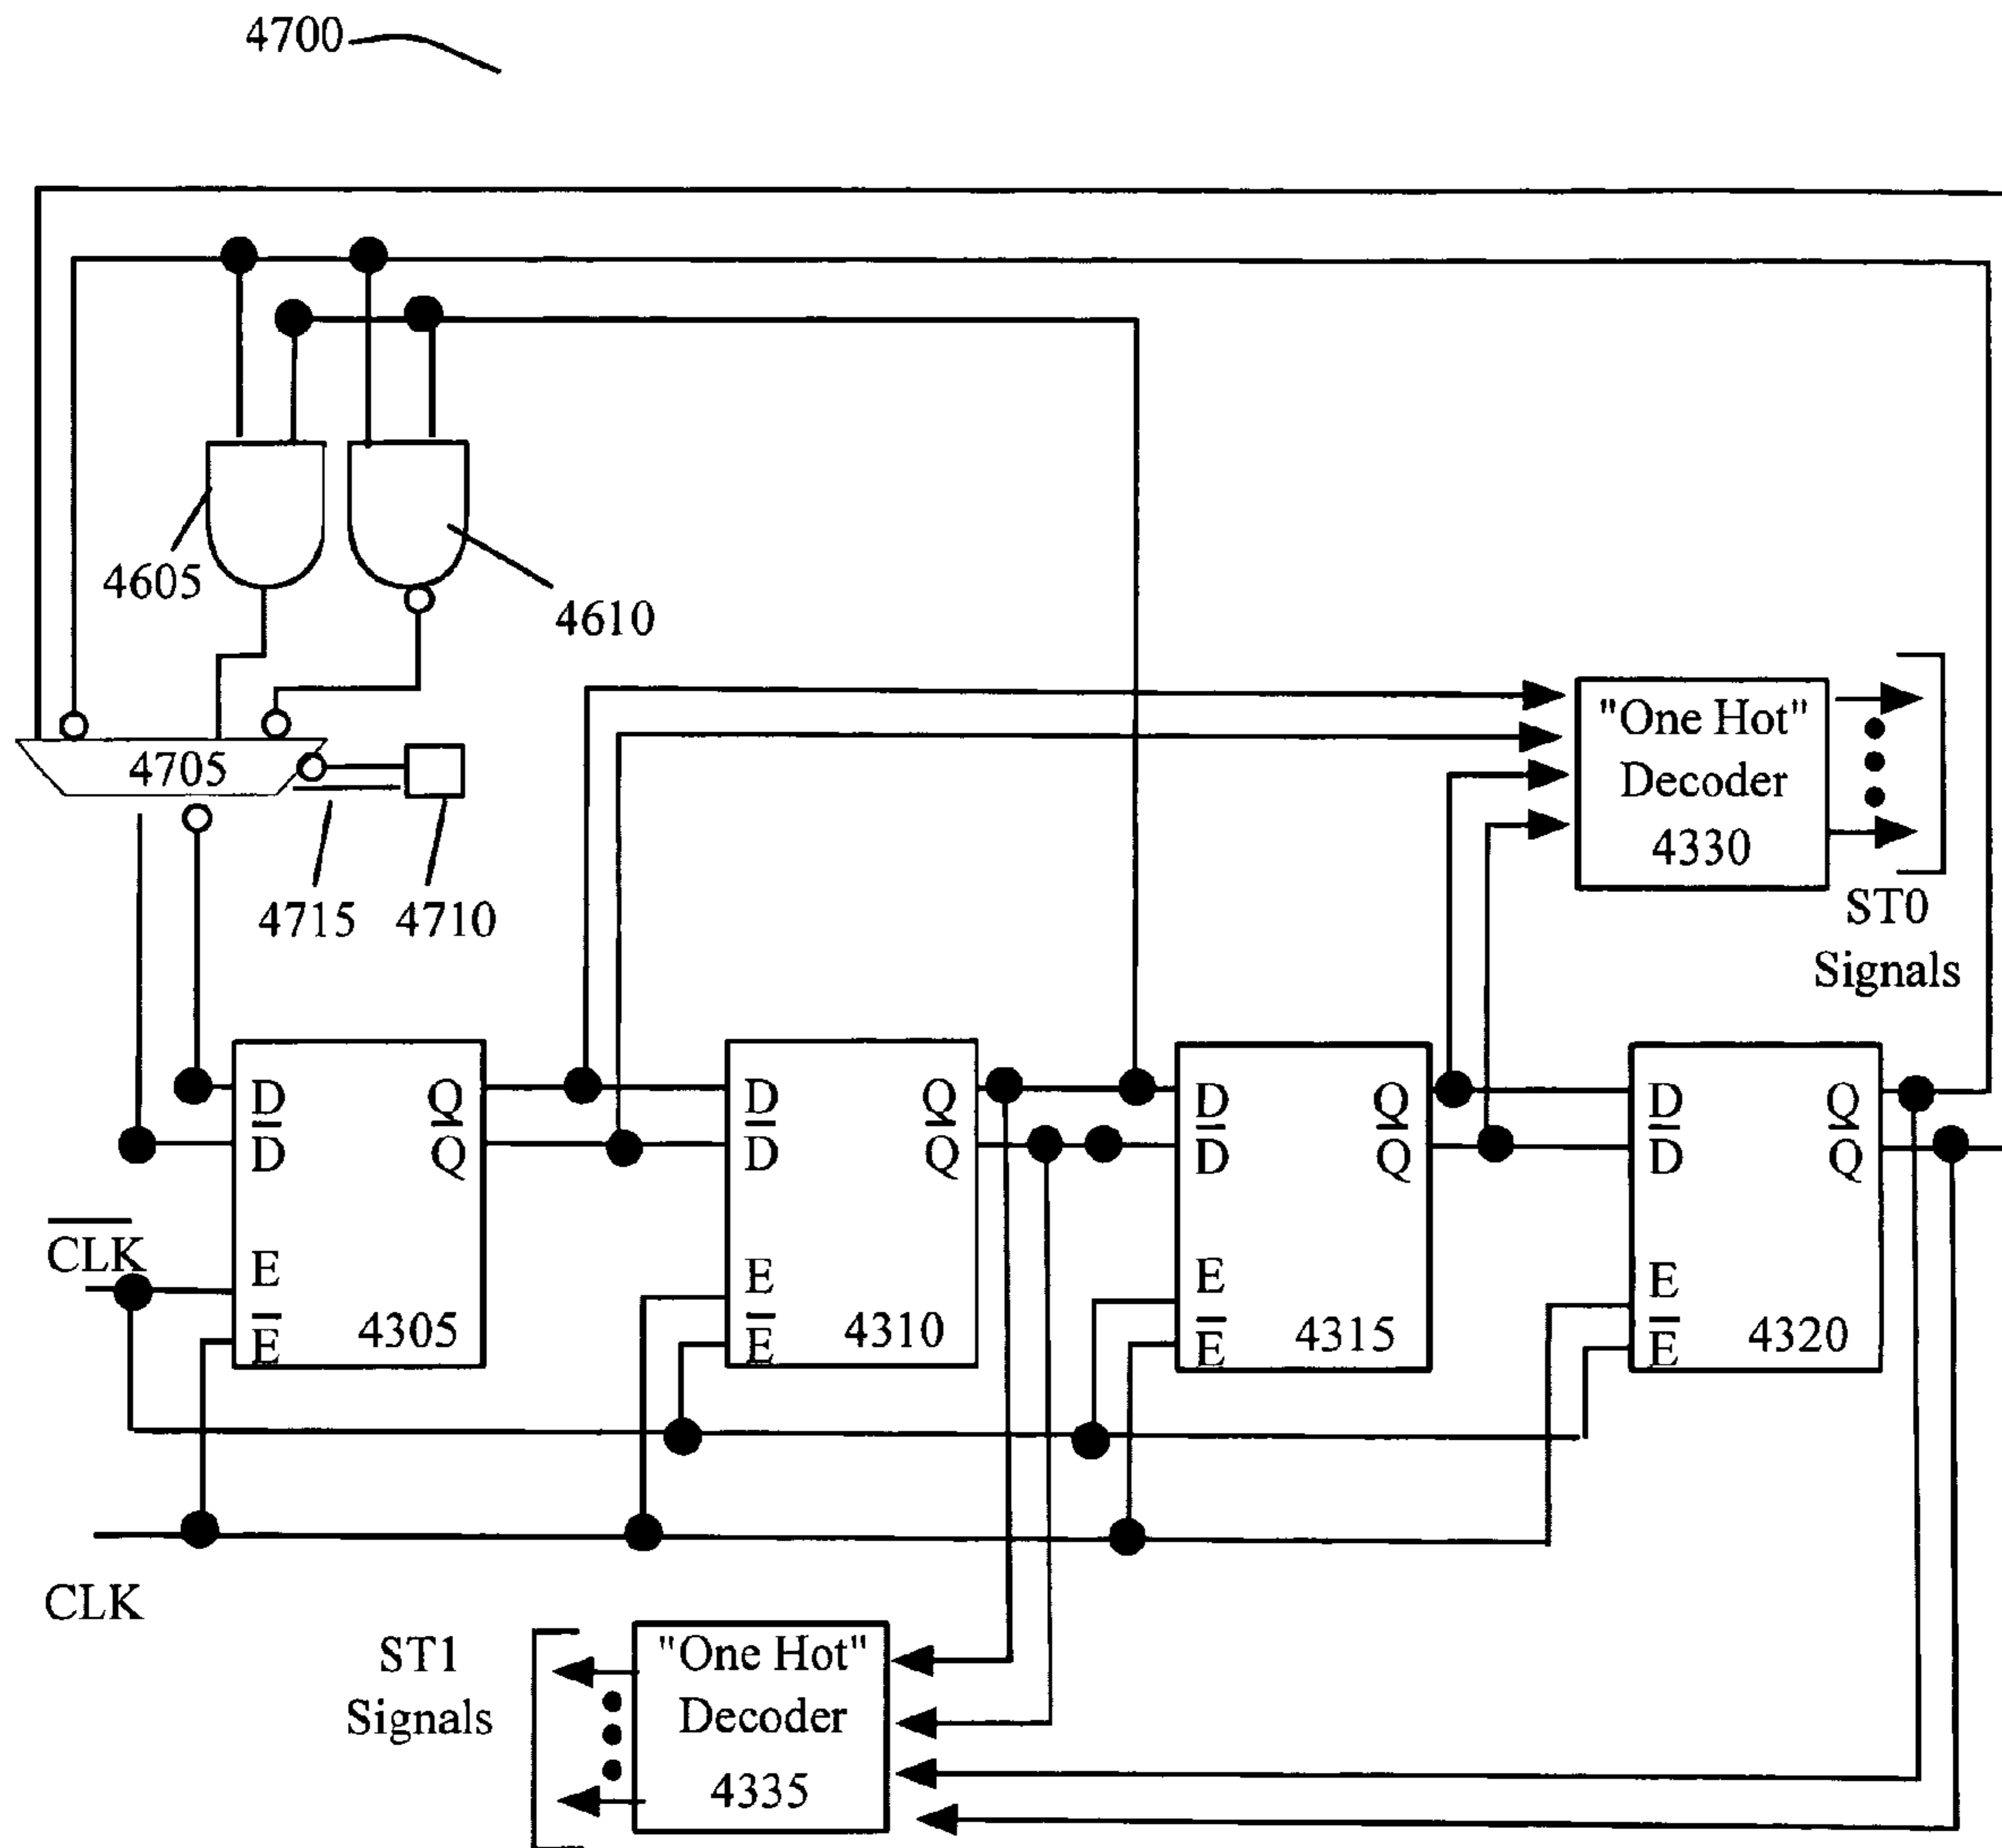 4700
4605
4610
4705
4715 4710
"One Hot"
Decoder
4330
ST0
Signals
D Q D Q D Q D Q
D̅ Q̅ D̅ Q̅ D̅ Q̅ D̅ Q̅
C̅L̅K̅
E E E E
E̅ 4305 E̅ 4310 E̅ 4315 E̅ 4320
CLK
ST1
Signals
"One Hot"
Decoder
4335